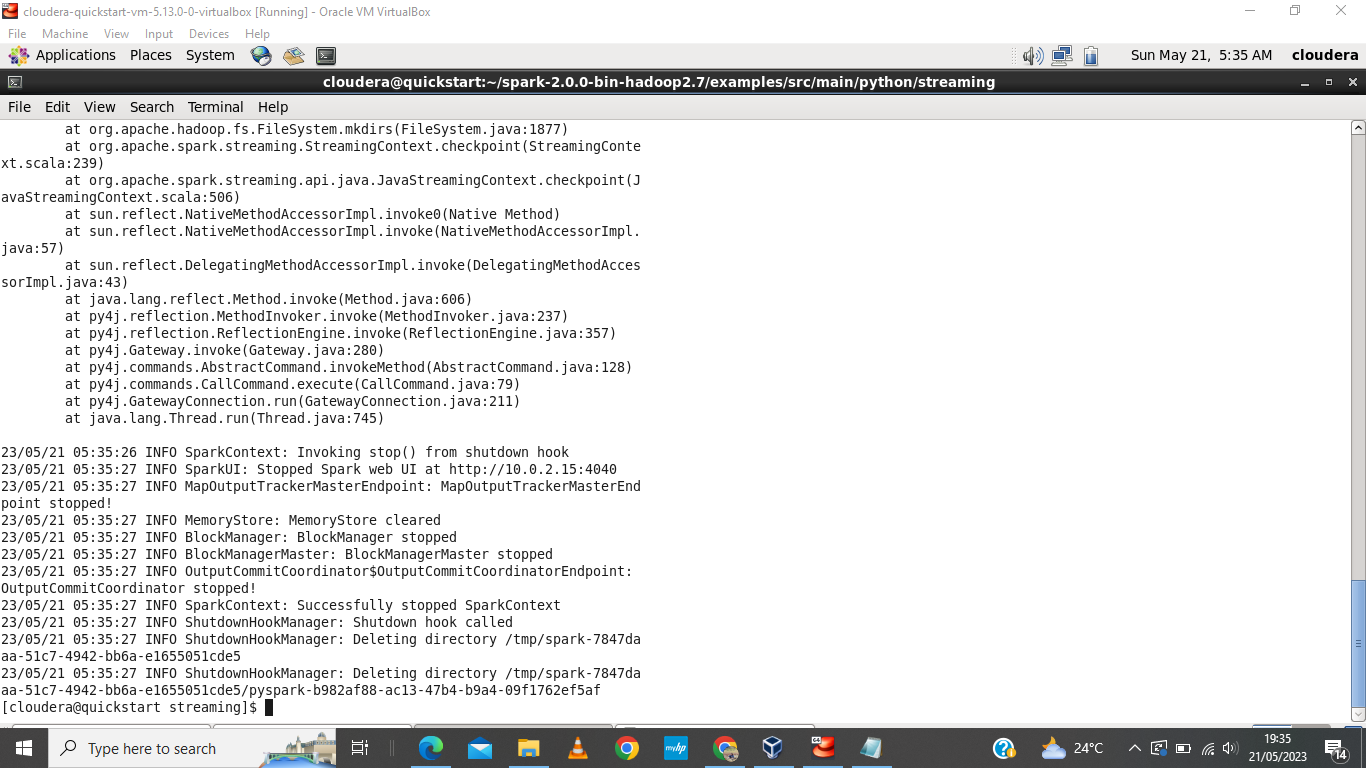 cloudera-quickstart-vm-5.13.0-0-virtualbox [Running] - Oracle VM VirtualBox
File Machine View Input Devices Help
Applications Places System Sun May 21, 5:35 AM cloudera
cloudera@quickstart:~/spark-2.0.0-bin-hadoop2.7/examples/src/main/python/streaming
File Edit View Search Terminal Help
at org.apache.hadoop.fs.FileSystem.mkdirs(FileSystem.java:1877)
at org.apache.spark.streaming.StreamingContext.checkpoint(StreamingConte
xt.scala:239)
at org.apache.spark.streaming.api.java.JavaStreamingContext.checkpoint(J
avaStreamingContext.scala:506)
at sun.reflect.NativeMethodAccessorImpl.invoke0(Native Method)
at sun.reflect.NativeMethodAccessorImpl.invoke(NativeMethodAccessorImpl.
java:57)
at sun.reflect.DelegatingMethodAccessorImpl.invoke(DelegatingMethodAcces
sorImpl.java:43)
at java.lang.reflect.Method.invoke(Method.java:606)
at py4j.reflection.MethodInvoker.invoke(MethodInvoker.java:237)
at py4j.reflection.ReflectionEngine.invoke(ReflectionEngine.java:357)
at py4j.Gateway.invoke(Gateway.java:280)
at py4j.commands.AbstractCommand.invokeMethod(AbstractCommand.java:128)
at py4j.commands.CallCommand.execute(CallCommand.java:79)
at py4j.GatewayConnection.run(GatewayConnection.java:211)
at java.lang.Thread.run(Thread.java:745)
23/05/21 05:35:26 INFO SparkContext: Invoking stop() from shutdown hook
23/05/21 05:35:27 INFO SparkUI: Stopped Spark web UI at http://10.0.2.15:4040
23/05/21 05:35:27 INFO MapOutputTrackerMasterEndpoint: MapOutputTrackerMasterEnd
point stopped!
23/05/21 05:35:27 INFO MemoryStore: MemoryStore cleared
23/05/21 05:35:27 INFO BlockManager: BlockManager stopped
23/05/21 05:35:27 INFO BlockManagerMaster: BlockManagerMaster stopped
23/05/21 05:35:27 INFO OutputCommitCoordinator$OutputCommitCoordinatorEndpoint:
OutputCommitCoordinator stopped!
23/05/21 05:35:27 INFO SparkContext: Successfully stopped SparkContext
23/05/21 05:35:27 INFO ShutdownHookManager: Shutdown hook called
23/05/21 05:35:27 INFO ShutdownHookManager: Deleting directory /tmp/spark-7847da
aa-51c7-4942-bb6a-e1655051cde5
23/05/21 05:35:27 INFO ShutdownHookManager: Deleting directory /tmp/spark-7847da
aa-51c7-4942-bb6a-e1655051cde5/pyspark-b982af88-ac13-47b4-b9a4-09f1762ef5af
[cloudera@quickstart streaming]$
Type here to search
myhp
64
24°C
19:35
21/05/2023
14